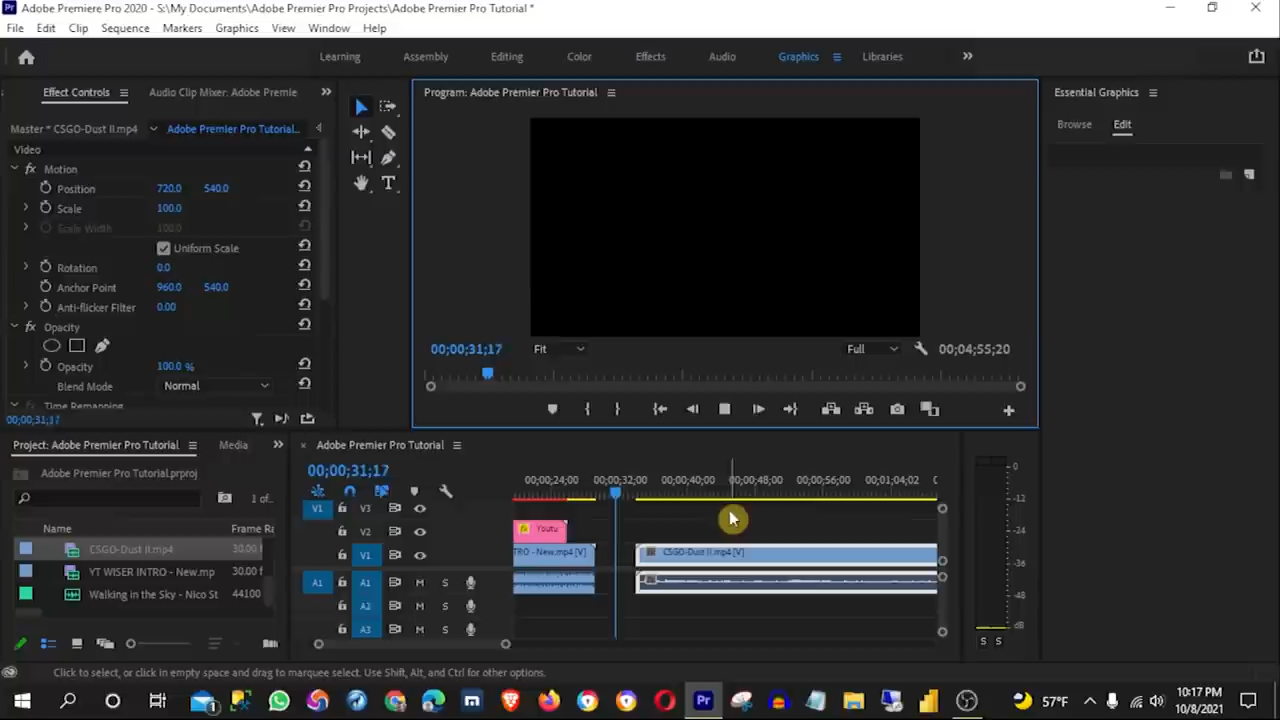 Adobe Premiere Pro 2020 - S:\My Documents\Adobe Premier Pro Projects\Adobe Premier Pro Tutorial *
File Edit Clip Sequence Markers Graphics View Window Help
Learning Assembly Editing Color Effects Audio Graphics Libraries
Effect Controls Audio Clip Mixer: Adobe Premie
Program: Adobe Premier Pro Tutorial
Essential Graphics
Browse Edit
Master * CSGO-Dust II.mp4 Adobe Premier Pro Tutorial...
Video
fx Motion
Position 720.0 540.0
Scale 100.0
Scale Width 100.0
Uniform Scale
Rotation 0.0
Anchor Point 960.0 540.0
Anti-flicker Filter 0.00
fx Opacity
Opacity 100.0 %
Blend Mode Normal
Time Remapping
00;00;31;17
00;00;31;17 Fit Full 00;04;55;20
Project: Adobe Premier Pro Tutorial Media
Adobe Premier Pro Tutorial.prproj
1 of..
Name Frame Ra
CSGO-Dust II.mp4 30.00 f
YT WISER INTRO - New.mp 30.00 f
Walking in the Sky - Nico St 44100
Adobe Premier Pro Tutorial
00;00;31;17
00;00;24;00 00;00;32;00 00;00;40;00 00;00;48;00 00;00;56;00 00;01;04;02 0
V1 V3
V2 Youtu
V1 TRO - New.mp4 [V] CSGO-Dust II.mp4 [V]
A1 A1 M S
A2 M S
A3 M S
0
-12
-24
-36
-48
dB
S S
Click to select, or click in empty space and drag to marquee select. Use Shift, Alt, and Ctrl for other options.
57°F
10:17 PM
10/8/2021